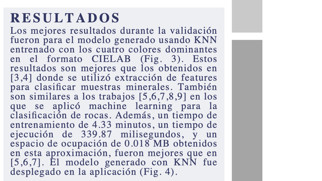 RESULTADOS
Los mejores resultados durante la validación
fueron para el modelo generado usando KNN
entrenado con los cuatro colores dominantes
en el formato CIELAB (Fig. 3). Estos
resultados son mejores que los obtenidos en
[3,4] donde se utilizó extracción de features
para clasificar muestras minerales. También
son similares a los trabajos [5,6,7,8,9] en los
que se aplicó machine learning para la
clasificación de rocas. Además, un tiempo de
entrenamiento de 4.33 minutos, un tiempo de
ejecución de 339.87 milisegundos, y un
espacio de ocupación de 0.018 MB obtenidos
en esta aproximación, fueron mejores que en
[5,6,7]. El modelo generado con KNN fue
desplegado en la aplicación (Fig. 4).